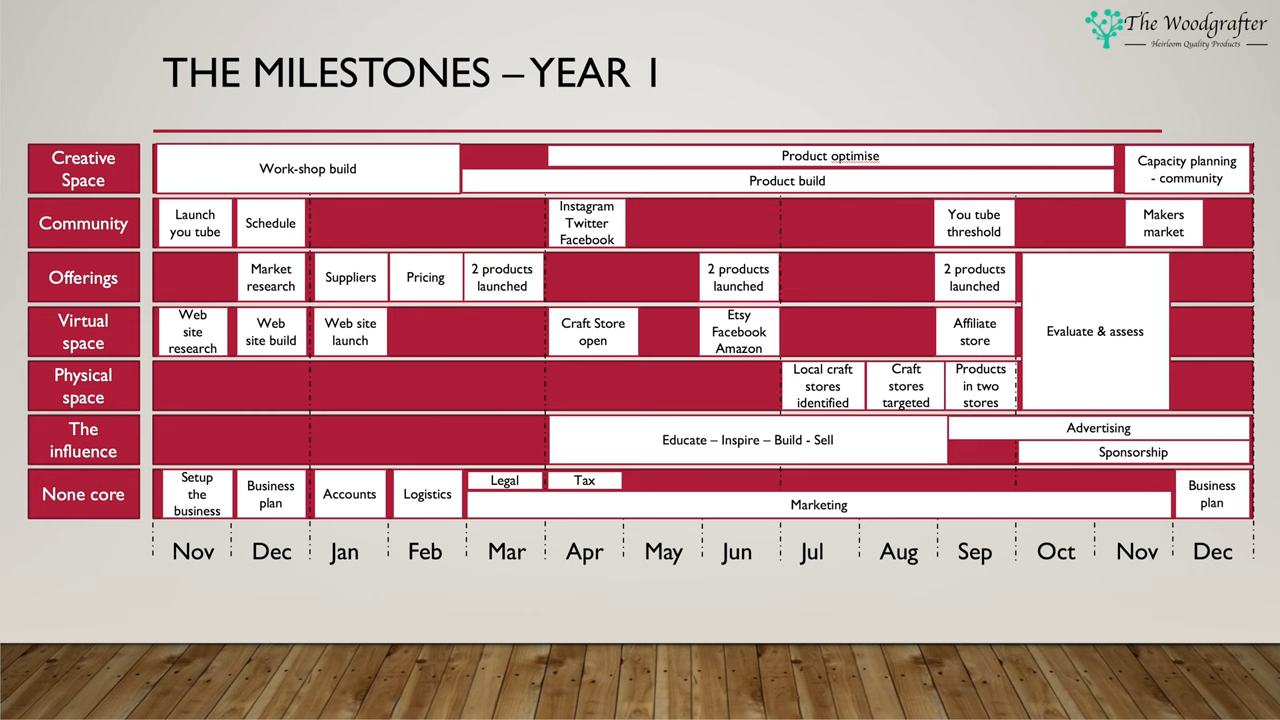 The Woodgrafter
Heirloom Quality Products
THE MILESTONES – YEAR 1
Creative
Space
Work-shop build
Product optimise
Product build
Capacity planning
- community
Community
Launch
you tube
Schedule
Instagram
Twitter
Facebook
You tube
threshold
Makers
market
Offerings
Market
research
Suppliers
Pricing
2 products
launched
2 products
launched
2 products
launched
Evaluate & assess
Virtual
space
Web
site
research
Web
site build
Web site
launch
Craft Store
open
Etsy
Facebook
Amazon
Affiliate
store
Physical
space
Local craft
stores
identified
Craft
stores
targeted
Products
in two
stores
The
influence
Educate – Inspire – Build - Sell
Advertising
Sponsorship
None core
Setup
the
business
Business
plan
Accounts
Logistics
Legal
Tax
Marketing
Business
plan
Nov Dec Jan Feb Mar Apr May Jun Jul Aug Sep Oct Nov Dec